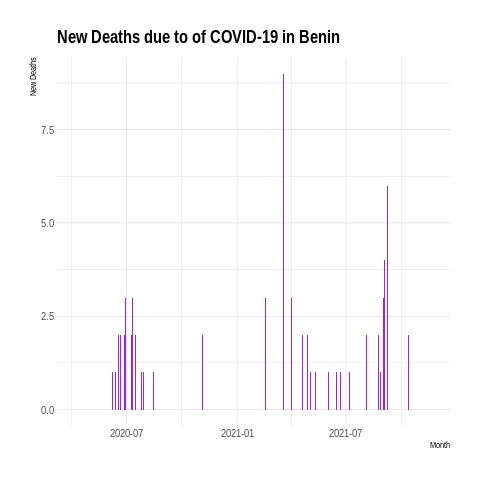 New Deaths due to of COVID-19 in Benin
New Deaths
7.5
5.0
2.5
0.0
2020-07 2021-01 2021-07
Month